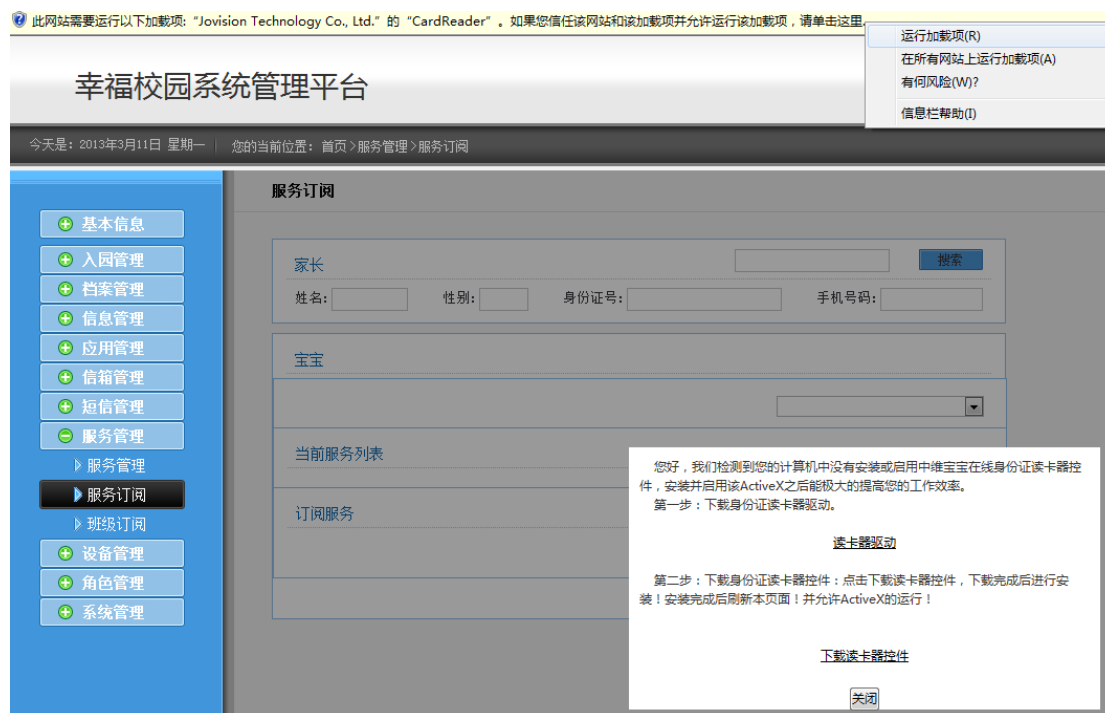 此网站需要运行以下加载项: “Jovision Technology Co., Ltd.” 的 “CardReader” 。如果您信任该网站和该加载项并允许运行该加载项，请单击这里
运行加载项(R)
在所有网站上运行加载项(A)
有何风险(W)?
信息栏帮助(I)
幸福校园系统管理平台
今天是: 2013年3月11日 星期一 | 您的当前位置: 首页>服务管理>服务订阅
服务订阅
基本信息
入园管理
档案管理
信息管理
应用管理
信箱管理
短信管理
服务管理
服务管理
服务订阅
班级订阅
设备管理
角色管理
系统管理
家长
搜索
姓名: 性别: 身份证号: 手机号码:
宝宝
当前服务列表
订阅服务
您好，我们检测到您的计算机中没有安装或启用中维宝宝在线身份证读卡器控
件，安装并启用该ActiveX之后能极大的提高您的工作效率。
第一步：下载身份证读卡器驱动。
读卡器驱动
第二步：下载身份证读卡器控件：点击下载读卡器控件，下载完成后进行安
装！安装完成后刷新本页面！并允许ActiveX的运行！
下载读卡器控件
关闭